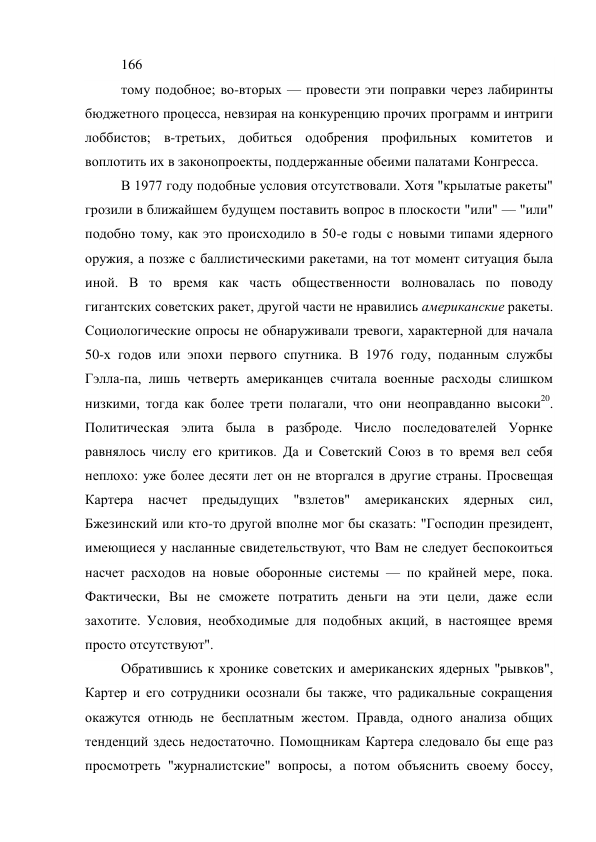 166
тому подобное; во-вторых — провести эти поправки через лабиринты
бюджетного процесса, невзирая на конкуренцию прочих программ и интриги
лоббистов; в-третьих, добиться одобрения профильных комитетов и
воплотить их в законопроекты, поддержанные обеими палатами Конгресса.
В 1977 году подобные условия отсутствовали. Хотя "крылатые ракеты"
грозили в ближайшем будущем поставить вопрос в плоскости "или" — "или"
подобно тому, как это происходило в 50-е годы с новыми типами ядерного
оружия, а позже с баллистическими ракетами, на тот момент ситуация была
иной. В то время как часть общественности волновалась по поводу
гигантских советских ракет, другой части не нравились американские ракеты.
Социологические опросы не обнаруживали тревоги, характерной для начала
50-х годов или эпохи первого спутника. В 1976 году, поданным службы
Гэлла-па, лишь четверть американцев считала военные расходы слишком
низкими, тогда как более трети полагали, что они неоправданно высоки20.
Политическая элита была в разброде. Число последователей Уорнке
равнялось числу его критиков. Да и Советский Союз в то время вел себя
неплохо: уже более десяти лет он не вторгался в другие страны. Просвещая
Картера насчет предыдущих "взлетов" американских ядерных сил,
Бжезинский или кто-то другой вполне мог бы сказать: "Господин президент,
имеющиеся у насланные свидетельствуют, что Вам не следует беспокоиться
насчет расходов на новые оборонные системы — по крайней мере, пока.
Фактически, Вы не сможете потратить деньги на эти цели, даже если
захотите. Условия, необходимые для подобных акций, в настоящее время
просто отсутствуют".
Обратившись к хронике советских и американских ядерных "рывков",
Картер и его сотрудники осознали бы также, что радикальные сокращения
окажутся отнюдь не бесплатным жестом. Правда, одного анализа общих
тенденций здесь недостаточно. Помощникам Картера следовало бы еще раз
просмотреть "журналистские" вопросы, а потом объяснить своему боссу,